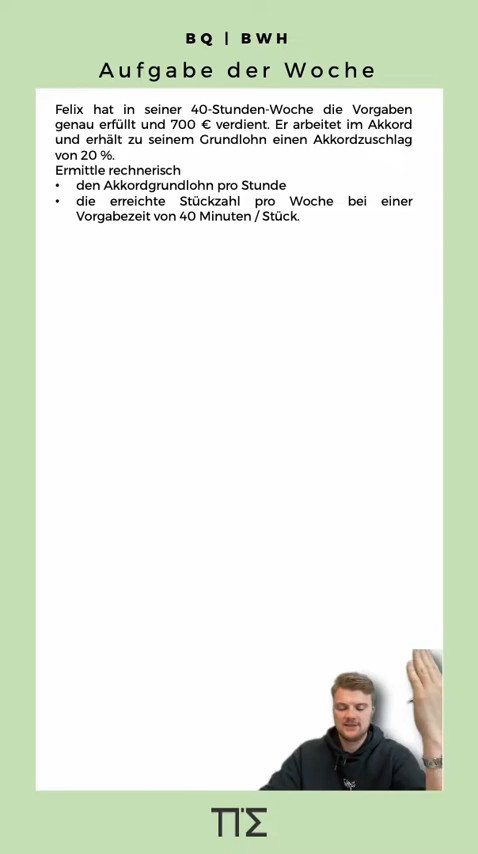 BQ | BWH
Aufgabe der Woche
Felix hat in seiner 40-Stunden-Woche die Vorgaben
genau erfüllt und 700 € verdient. Er arbeitet im Akkord
und erhält zu seinem Grundlohn einen Akkordzuschlag
von 20 %.
Ermittle rechnerisch
• den Akkordgrundlohn pro Stunde
• die erreichte Stückzahl pro Woche bei einer
Vorgabezeit von 40 Minuten / Stück.